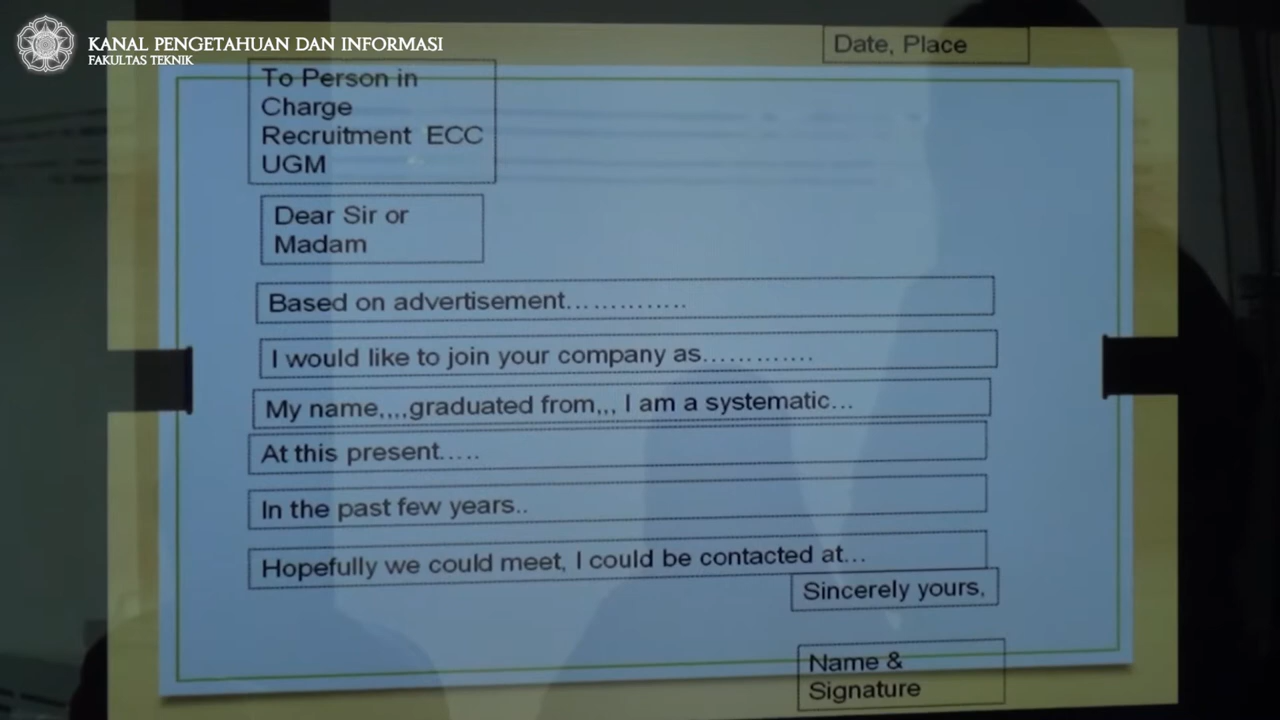 KANAL PENGETAHUAN DAN INFORMASI
FAKULTAS TEKNIK
Date, Place
To Person in
Charge
Recruitment ECC
UGM
Dear Sir or
Madam
Based on advertisement..............
I would like to join your company as.............
My name,,,,graduated from,,, I am a systematic...
At this present.....
In the past few years..
Hopefully we could meet, I could be contacted at...
Sincerely yours,
Name &
Signature